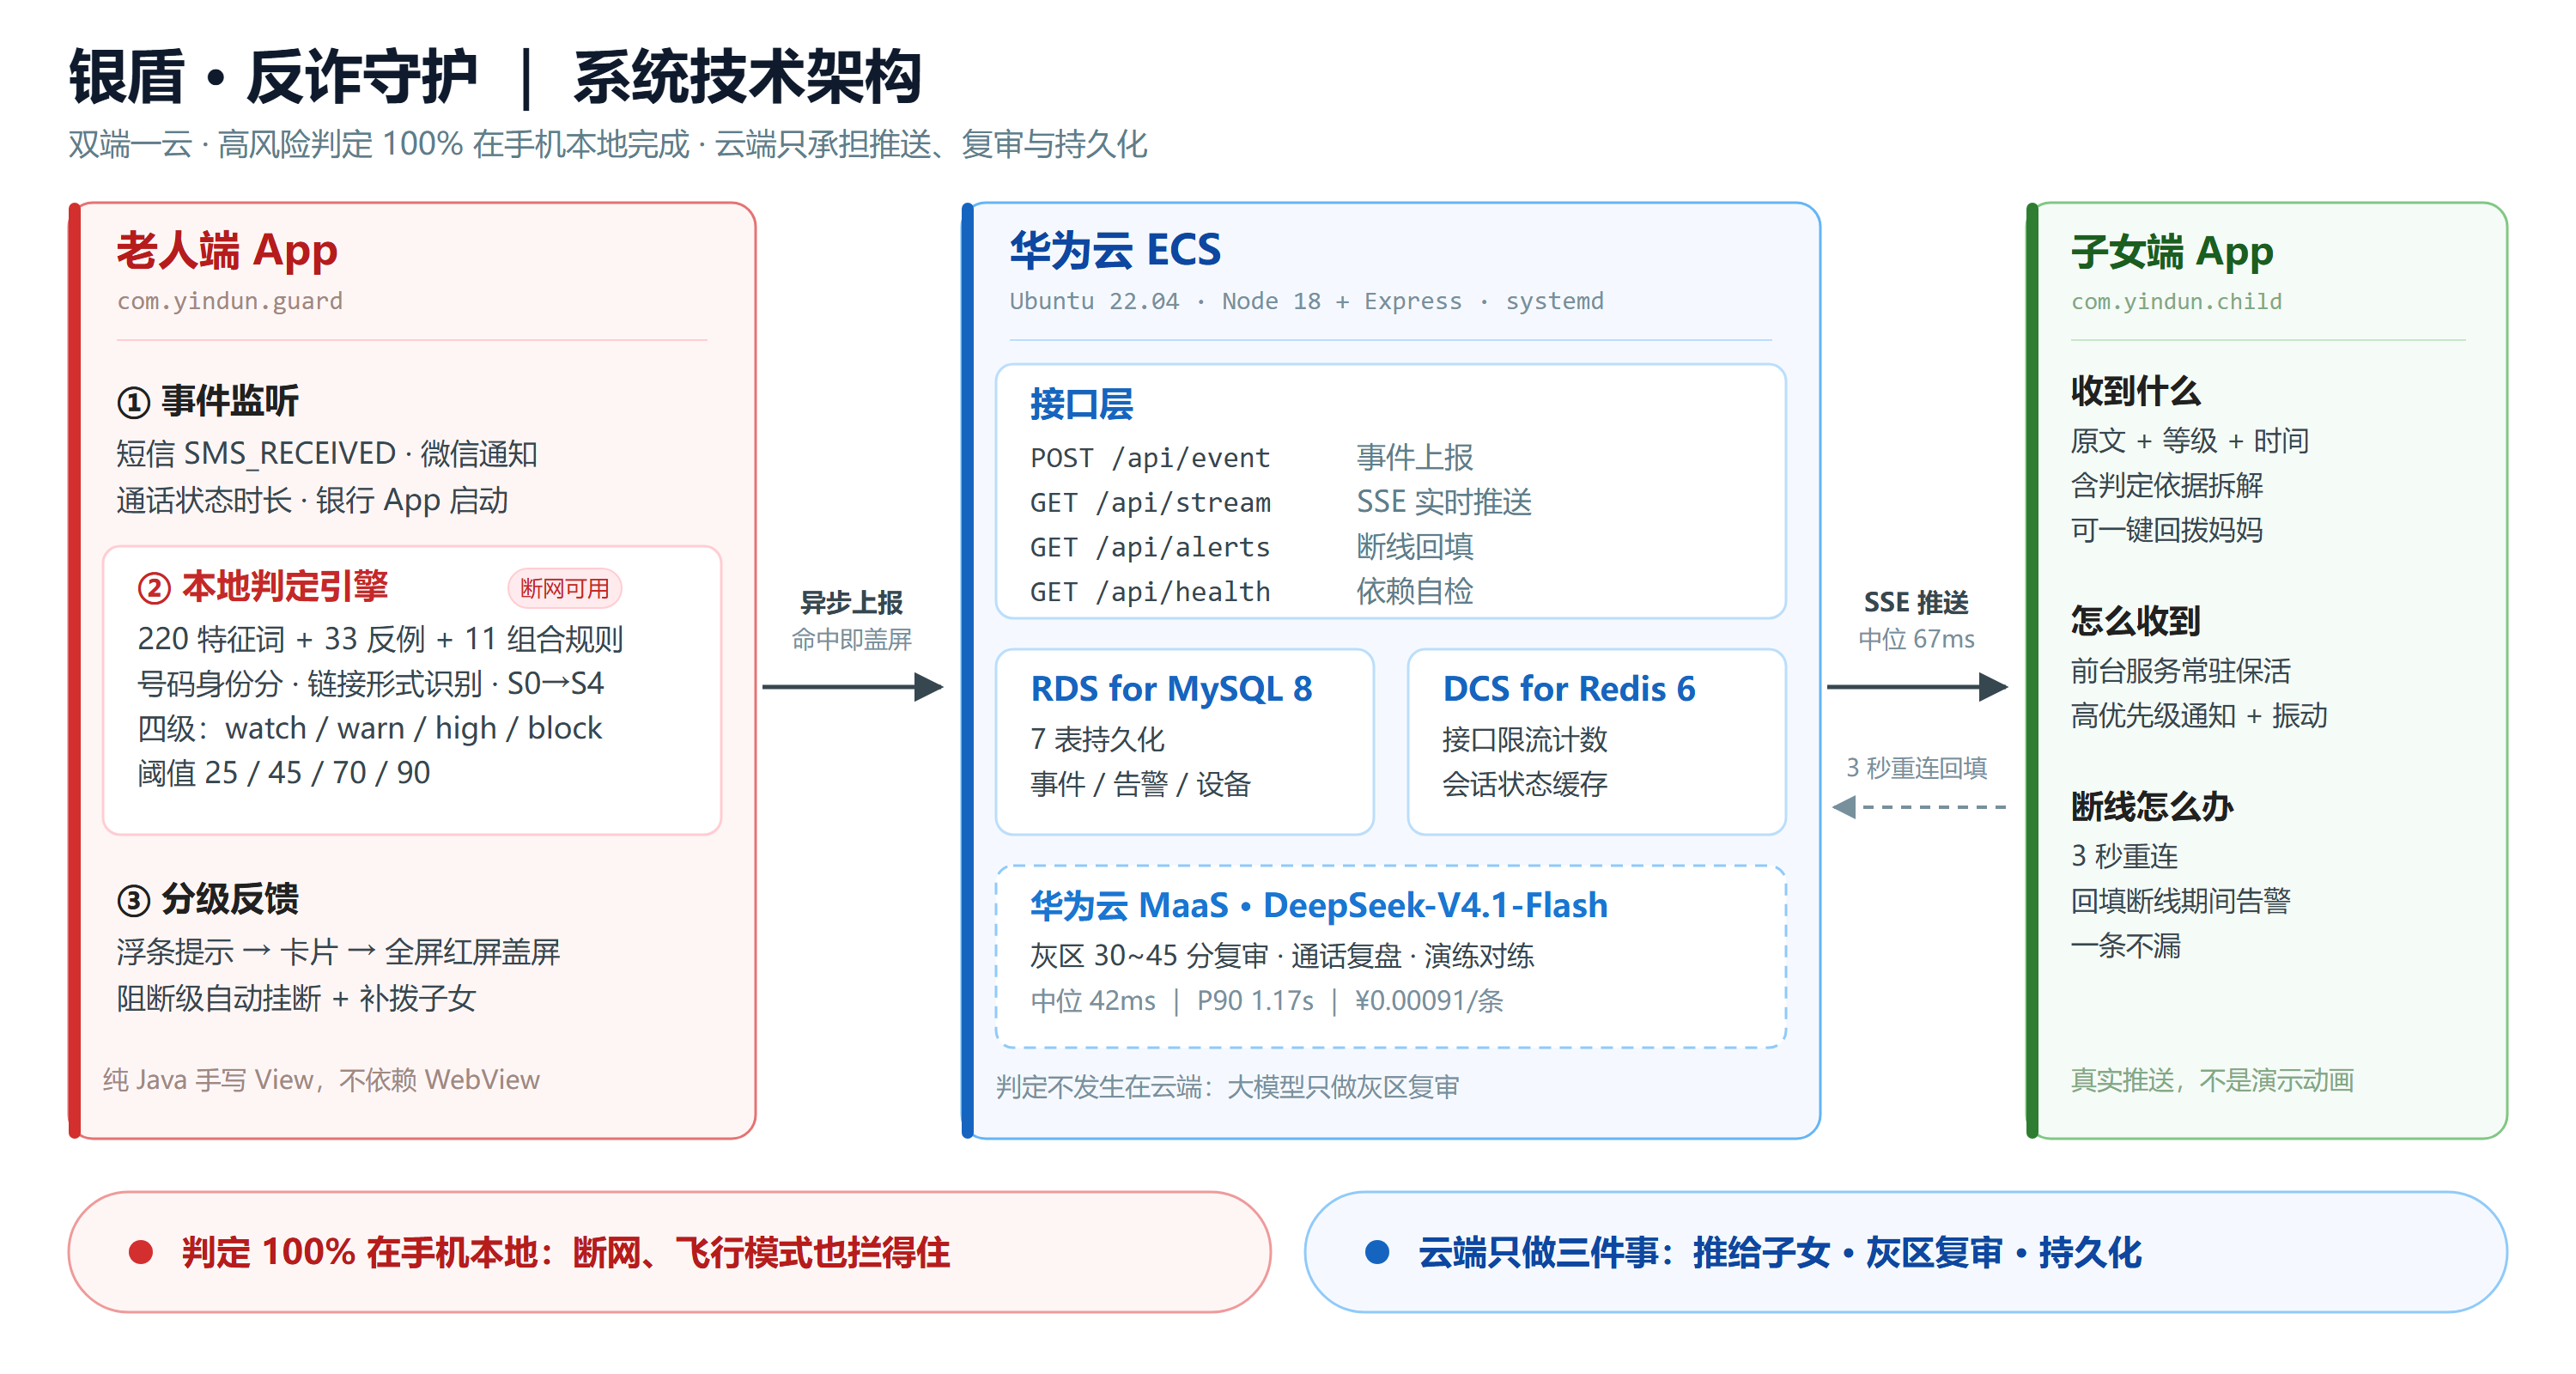 银盾 · 反诈守护 ｜ 系统技术架构
双端一云 · 高风险判定 100% 在手机本地完成 · 云端只承担推送、复审与持久化
老人端 App
com.yindun.guard
① 事件监听
短信 SMS_RECEIVED · 微信通知
通话状态时长 · 银行 App 启动
② 本地判定引擎
断网可用
220 特征词 + 33 反例 + 11 组合规则
号码身份分 · 链接形式识别 · S0→S4
四级：watch / warn / high / block
阈值 25 / 45 / 70 / 90
③ 分级反馈
浮条提示 → 卡片 → 全屏红屏盖屏
阻断级自动挂断 + 补拨子女
纯 Java 手写 View，不依赖 WebView
异步上报
命中即盖屏
华为云 ECS
Ubuntu 22.04 · Node 18 + Express · systemd
接口层
POST /api/event 事件上报
GET /api/stream SSE 实时推送
GET /api/alerts 断线回填
GET /api/health 依赖自检
RDS for MySQL 8
7 表持久化
事件 / 告警 / 设备
DCS for Redis 6
接口限流计数
会话状态缓存
华为云 MaaS · DeepSeek-V4.1-Flash
灰区 30~45 分复审 · 通话复盘 · 演练对练
中位 42ms ｜ P90 1.17s ｜ ¥0.00091/条
判定不发生在云端：大模型只做灰区复审
SSE 推送
中位 67ms
3 秒重连回填
子女端 App
com.yindun.child
收到什么
原文 + 等级 + 时间
含判定依据拆解
可一键回拨妈妈
怎么收到
前台服务常驻保活
高优先级通知 + 振动
断线怎么办
3 秒重连
回填断线期间告警
一条不漏
真实推送，不是演示动画
判定 100% 在手机本地：断网、飞行模式也拦得住
云端只做三件事：推给子女 · 灰区复审 · 持久化